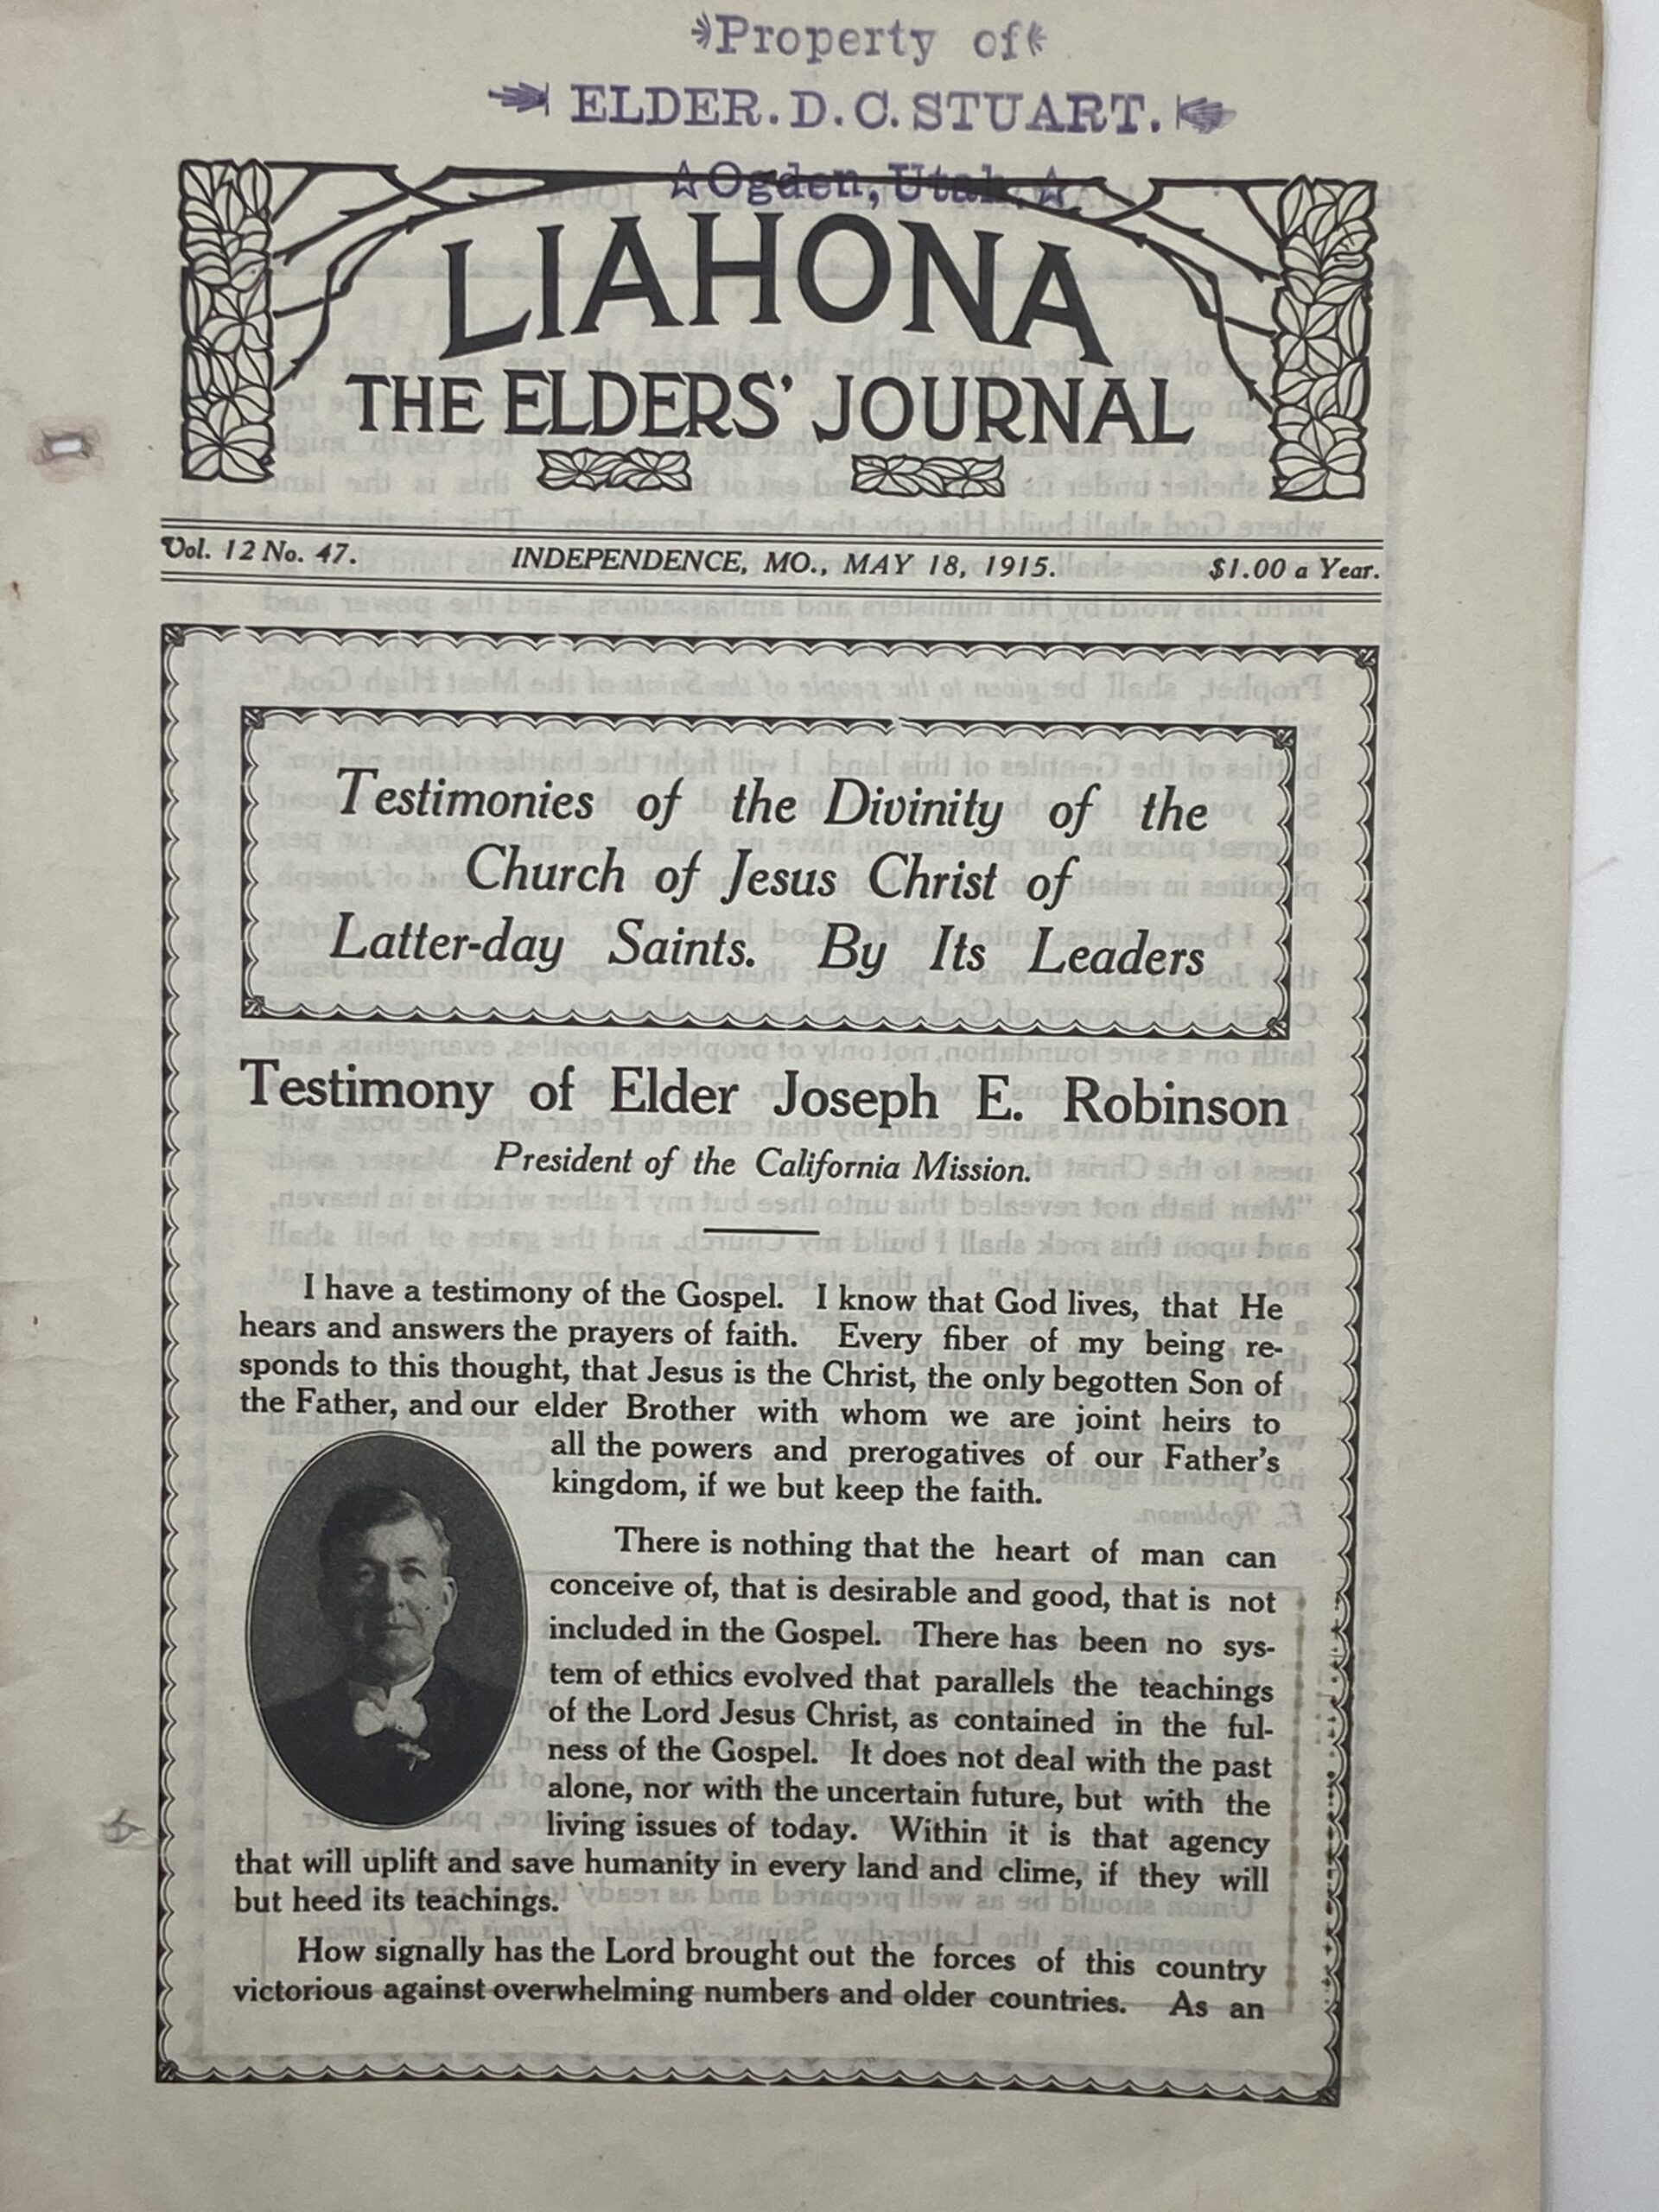 Property of
ELDER. D. C. STUART.
☆Ogden, Utah☆
LIAHONA
THE ELDERS' JOURNAL
Vol. 12 No. 47. INDEPENDENCE, MO., MAY 18, 1915. $1.00 a Year.
Testimonies of the Divinity of the
Church of Jesus Christ of
Latter-day Saints. By Its Leaders
Testimony of Elder Joseph E. Robinson
President of the California Mission.
I have a testimony of the Gospel. I know that God lives, that He
hears and answers the prayers of faith. Every fiber of my being re-
sponds to this thought, that Jesus is the Christ, the only begotten Son of
the Father, and our elder Brother with whom we are joint heirs to
all the powers and prerogatives of our Father's
kingdom, if we but keep the faith.
There is nothing that the heart of man can
conceive of, that is desirable and good, that is not
included in the Gospel. There has been no sys-
tem of ethics evolved that parallels the teachings
of the Lord Jesus Christ, as contained in the ful-
ness of the Gospel. It does not deal with the past
alone, nor with the uncertain future, but with the
living issues of today. Within it is that agency
that will uplift and save humanity in every land and clime, if they will
but heed its teachings.
How signally has the Lord brought out the forces of this country
victorious against overwhelming numbers and older countries. As an